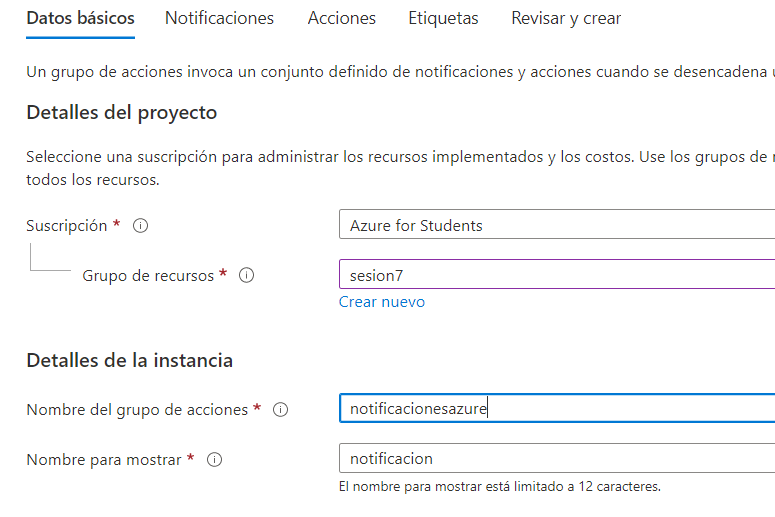 Datos básicos Notificaciones Acciones Etiquetas Revisar y crear
Un grupo de acciones invoca un conjunto definido de notificaciones y acciones cuando se desencadena
Detalles del proyecto
Seleccione una suscripción para administrar los recursos implementados y los costos. Use los grupos de
todos los recursos.
Suscripción * Azure for Students
Grupo de recursos * sesion7
Crear nuevo
Detalles de la instancia
Nombre del grupo de acciones * notificacionesazure
Nombre para mostrar * notificacion
El nombre para mostrar está limitado a 12 caracteres.